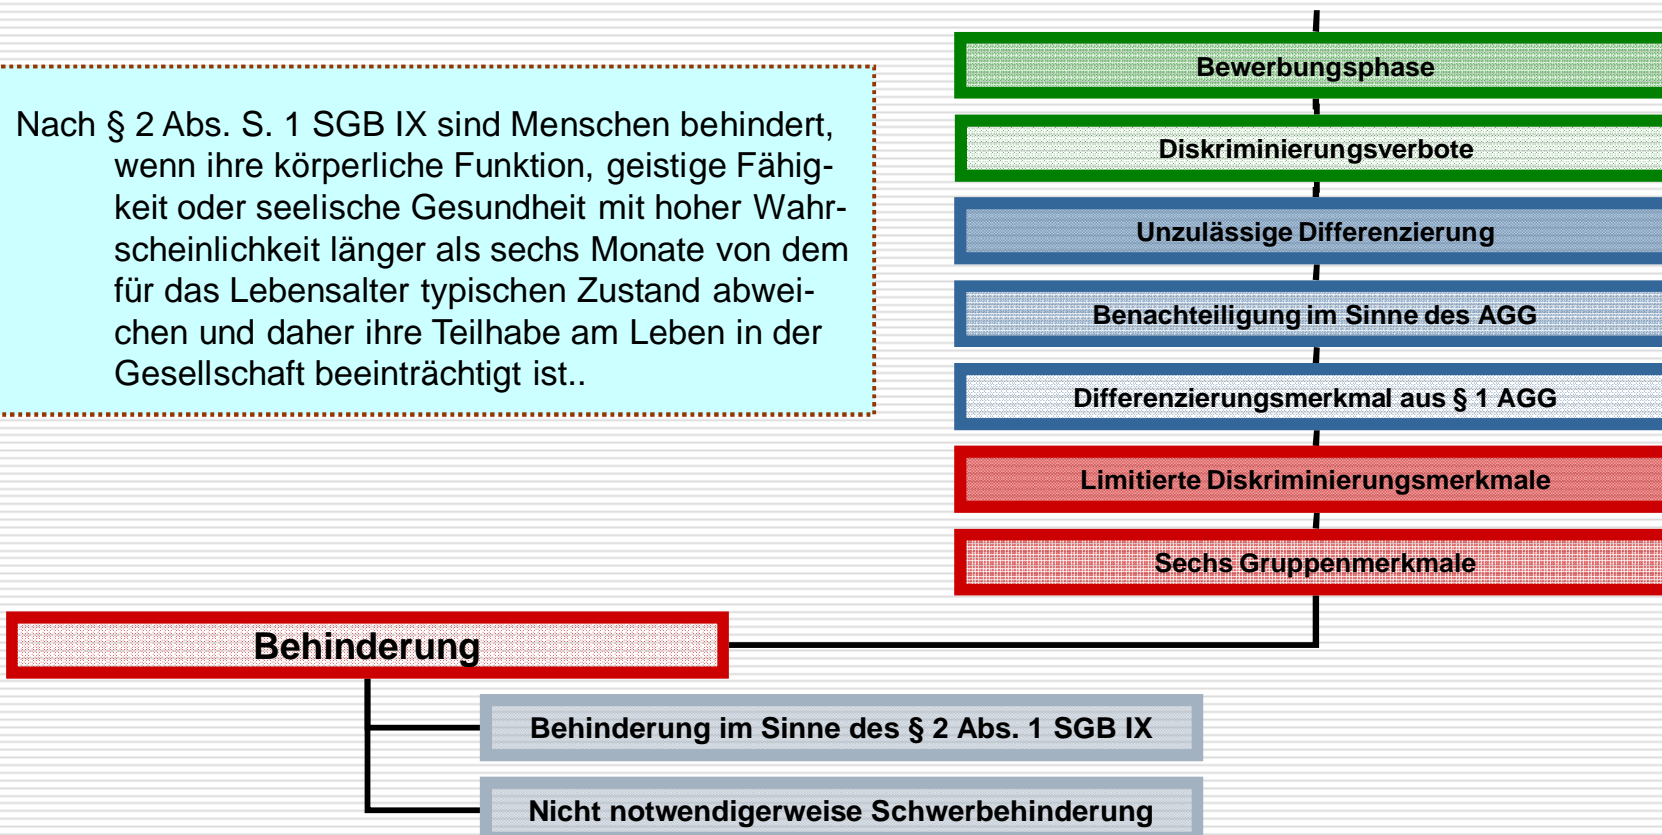 Nach § 2 Abs. S. 1 SGB IX sind Menschen behindert,
wenn ihre körperliche Funktion, geistige Fähig-
keit oder seelische Gesundheit mit hoher Wahr-
scheinlichkeit länger als sechs Monate von dem
für das Lebensalter typischen Zustand abwei-
chen und daher ihre Teilhabe am Leben in der
Gesellschaft beeinträchtigt ist..
Bewerbungsphase
Diskriminierungsverbote
Unzulässige Differenzierung
Benachteiligung im Sinne des AGG
Differenzierungsmerkmal aus § 1 AGG
Limitierte Diskriminierungsmerkmale
Sechs Gruppenmerkmale
Behinderung
Behinderung im Sinne des § 2 Abs. 1 SGB IX
Nicht notwendigerweise Schwerbehinderung